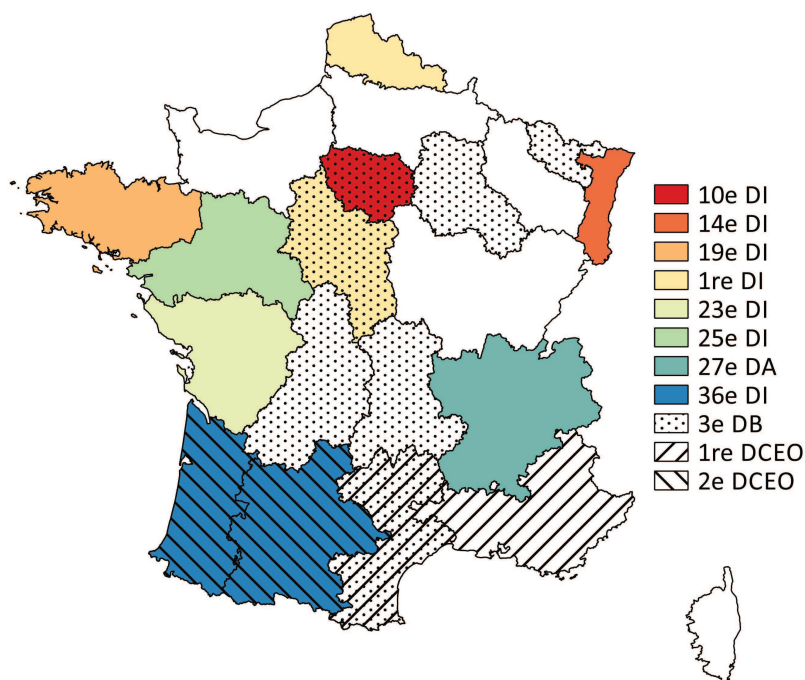 10e DI
14e DI
19e DI
1re DI
23e DI
25e DI
27e DA
36e DI
3e DB
1re DCEO
2e DCEO